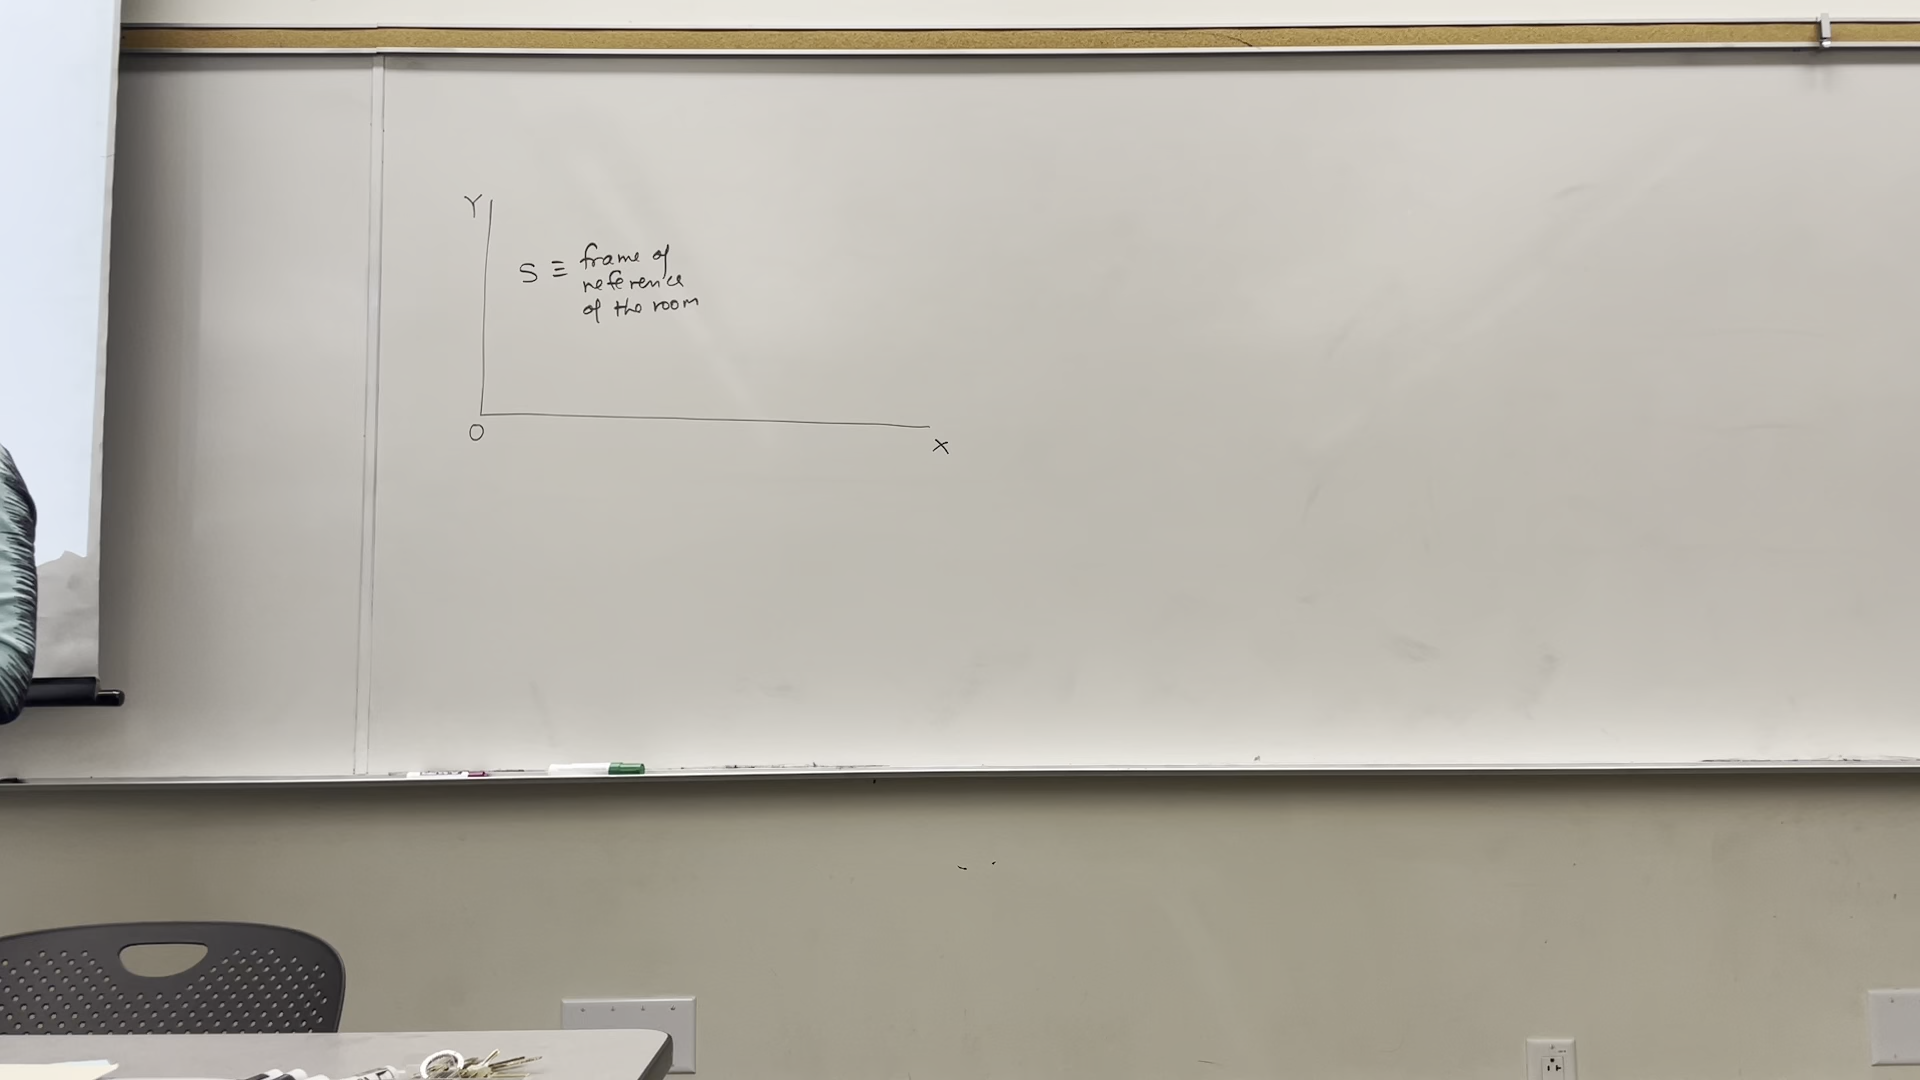 Y
S ≡ frame of
reference
of the room
O
X